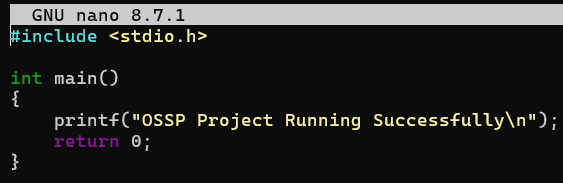 GNU nano 8.7.1
#include <stdio.h>

int main()
{
    printf("OSSP Project Running Successfully\n");
    return 0;
}